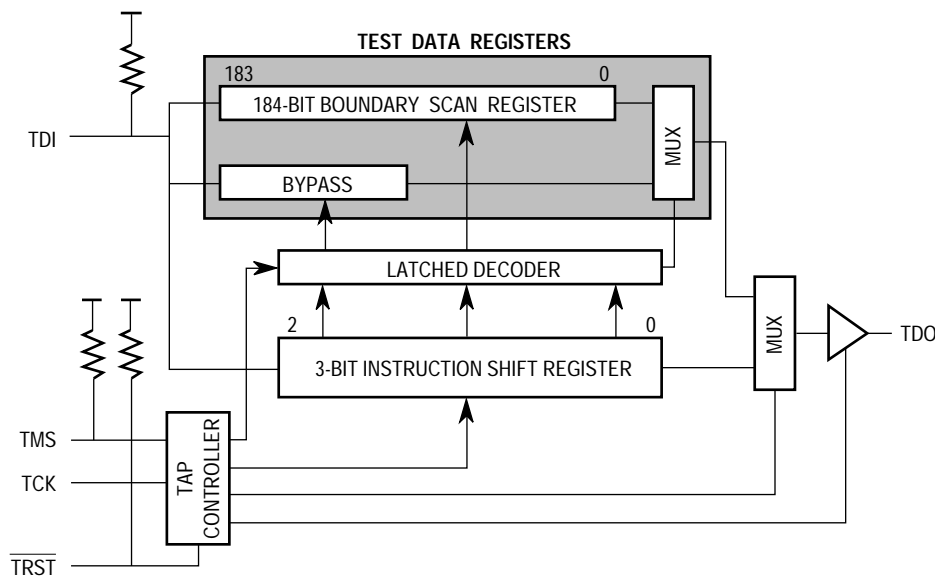 TEST DATA REGISTERS
183
0
184-BIT BOUNDARY SCAN REGISTER
TDI
MUX
BYPASS
LATCHED DECODER
2
0
MUX
TDO
3-BIT INSTRUCTION SHIFT REGISTER
TMS
TCK
TAP
CONTROLLER
TRST